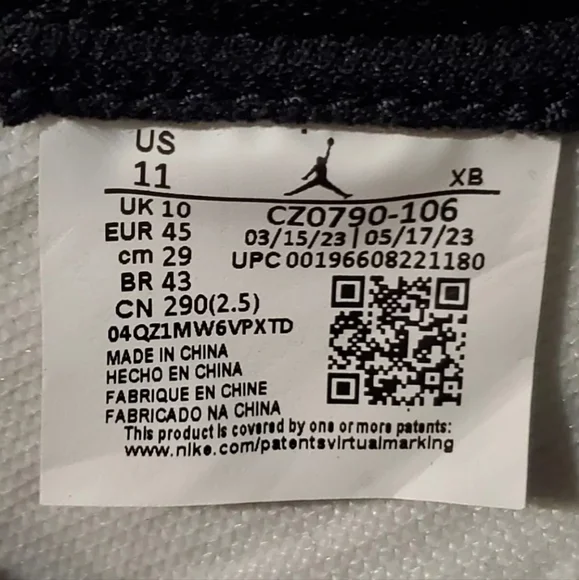 US
11
XB
UK 10
CZ0790-106
EUR 45
03/15/23 | 05/17/23
cm 29
UPC 00196608221180
BR 43
CN 290(2.5)
04QZ1MW6VPXTD
MADE IN CHINA
HECHO EN CHINA
FABRIQUE EN CHINE
FABRICADO NA CHINA
This product is covered by one or more patents:
www.nike.com/patentsvirtualmarking